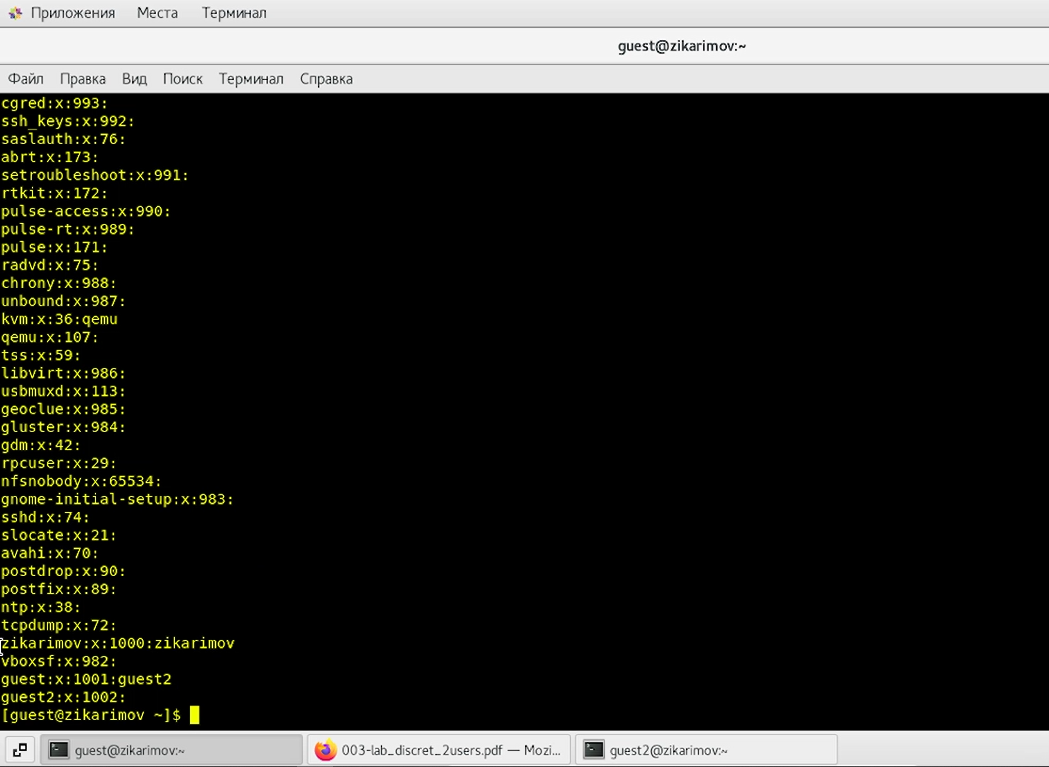 Приложения Места Терминал
guest@zikarimov:~
Файл Правка Вид Поиск Терминал Справка
cgred:x:993:
ssh_keys:x:992:
saslauth:x:76:
abrt:x:173:
setroubleshoot:x:991:
rtkit:x:172:
pulse-access:x:990:
pulse-rt:x:989:
pulse:x:171:
radvd:x:75:
chrony:x:988:
unbound:x:987:
kvm:x:36:qemu
qemu:x:107:
tss:x:59:
libvirt:x:986:
usbmuxd:x:113:
geoclue:x:985:
gluster:x:984:
gdm:x:42:
rpcuser:x:29:
nfsnobody:x:65534:
gnome-initial-setup:x:983:
sshd:x:74:
slocate:x:21:
avahi:x:70:
postdrop:x:90:
postfix:x:89:
ntp:x:38:
tcpdump:x:72:
zikarimov:x:1000:zikarimov
vboxsf:x:982:
guest:x:1001:guest2
guest2:x:1002:
[guest@zikarimov ~]$
guest@zikarimov:~ 003-lab_discret_2users.pdf — Mozi... guest2@zikarimov:~